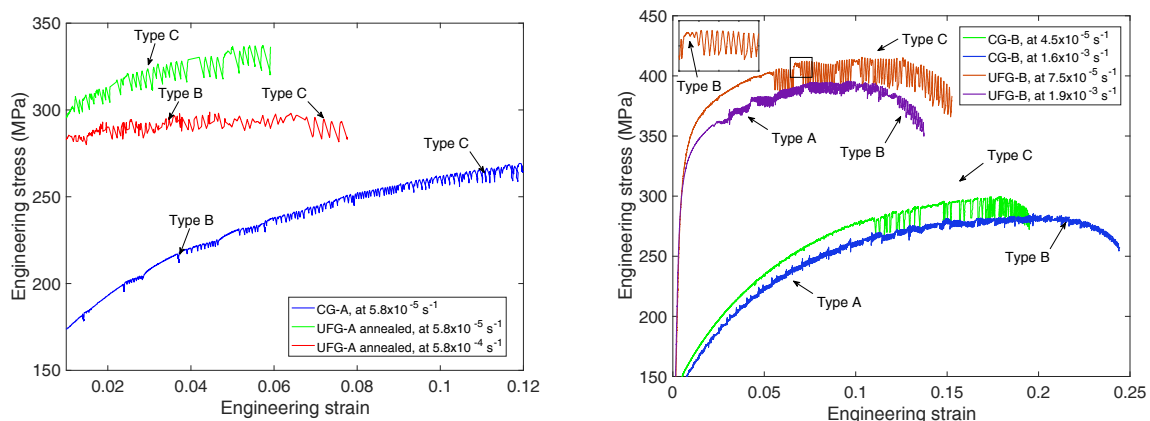 350
300
250
200
150
Engineering stress (MPa)
Type C
Type B
Type C
Type C
Type B
CG-A, at 5.8x10⁻⁵ s⁻¹
UFG-A annealed, at 5.8x10⁻⁵ s⁻¹
UFG-A annealed, at 5.8x10⁻⁴ s⁻¹
0.02
0.04
0.06
0.08
0.1
0.12
Engineering strain
450
400
350
300
250
200
150
Engineering stress (MPa)
Type B
Type C
CG-B, at 4.5x10⁻⁵ s⁻¹
CG-B, at 1.6x10⁻³ s⁻¹
UFG-B, at 7.5x10⁻⁵ s⁻¹
UFG-B, at 1.9x10⁻³ s⁻¹
Type A
Type B
Type C
Type B
Type A
0
0.05
0.1
0.15
0.2
0.25
Engineering strain